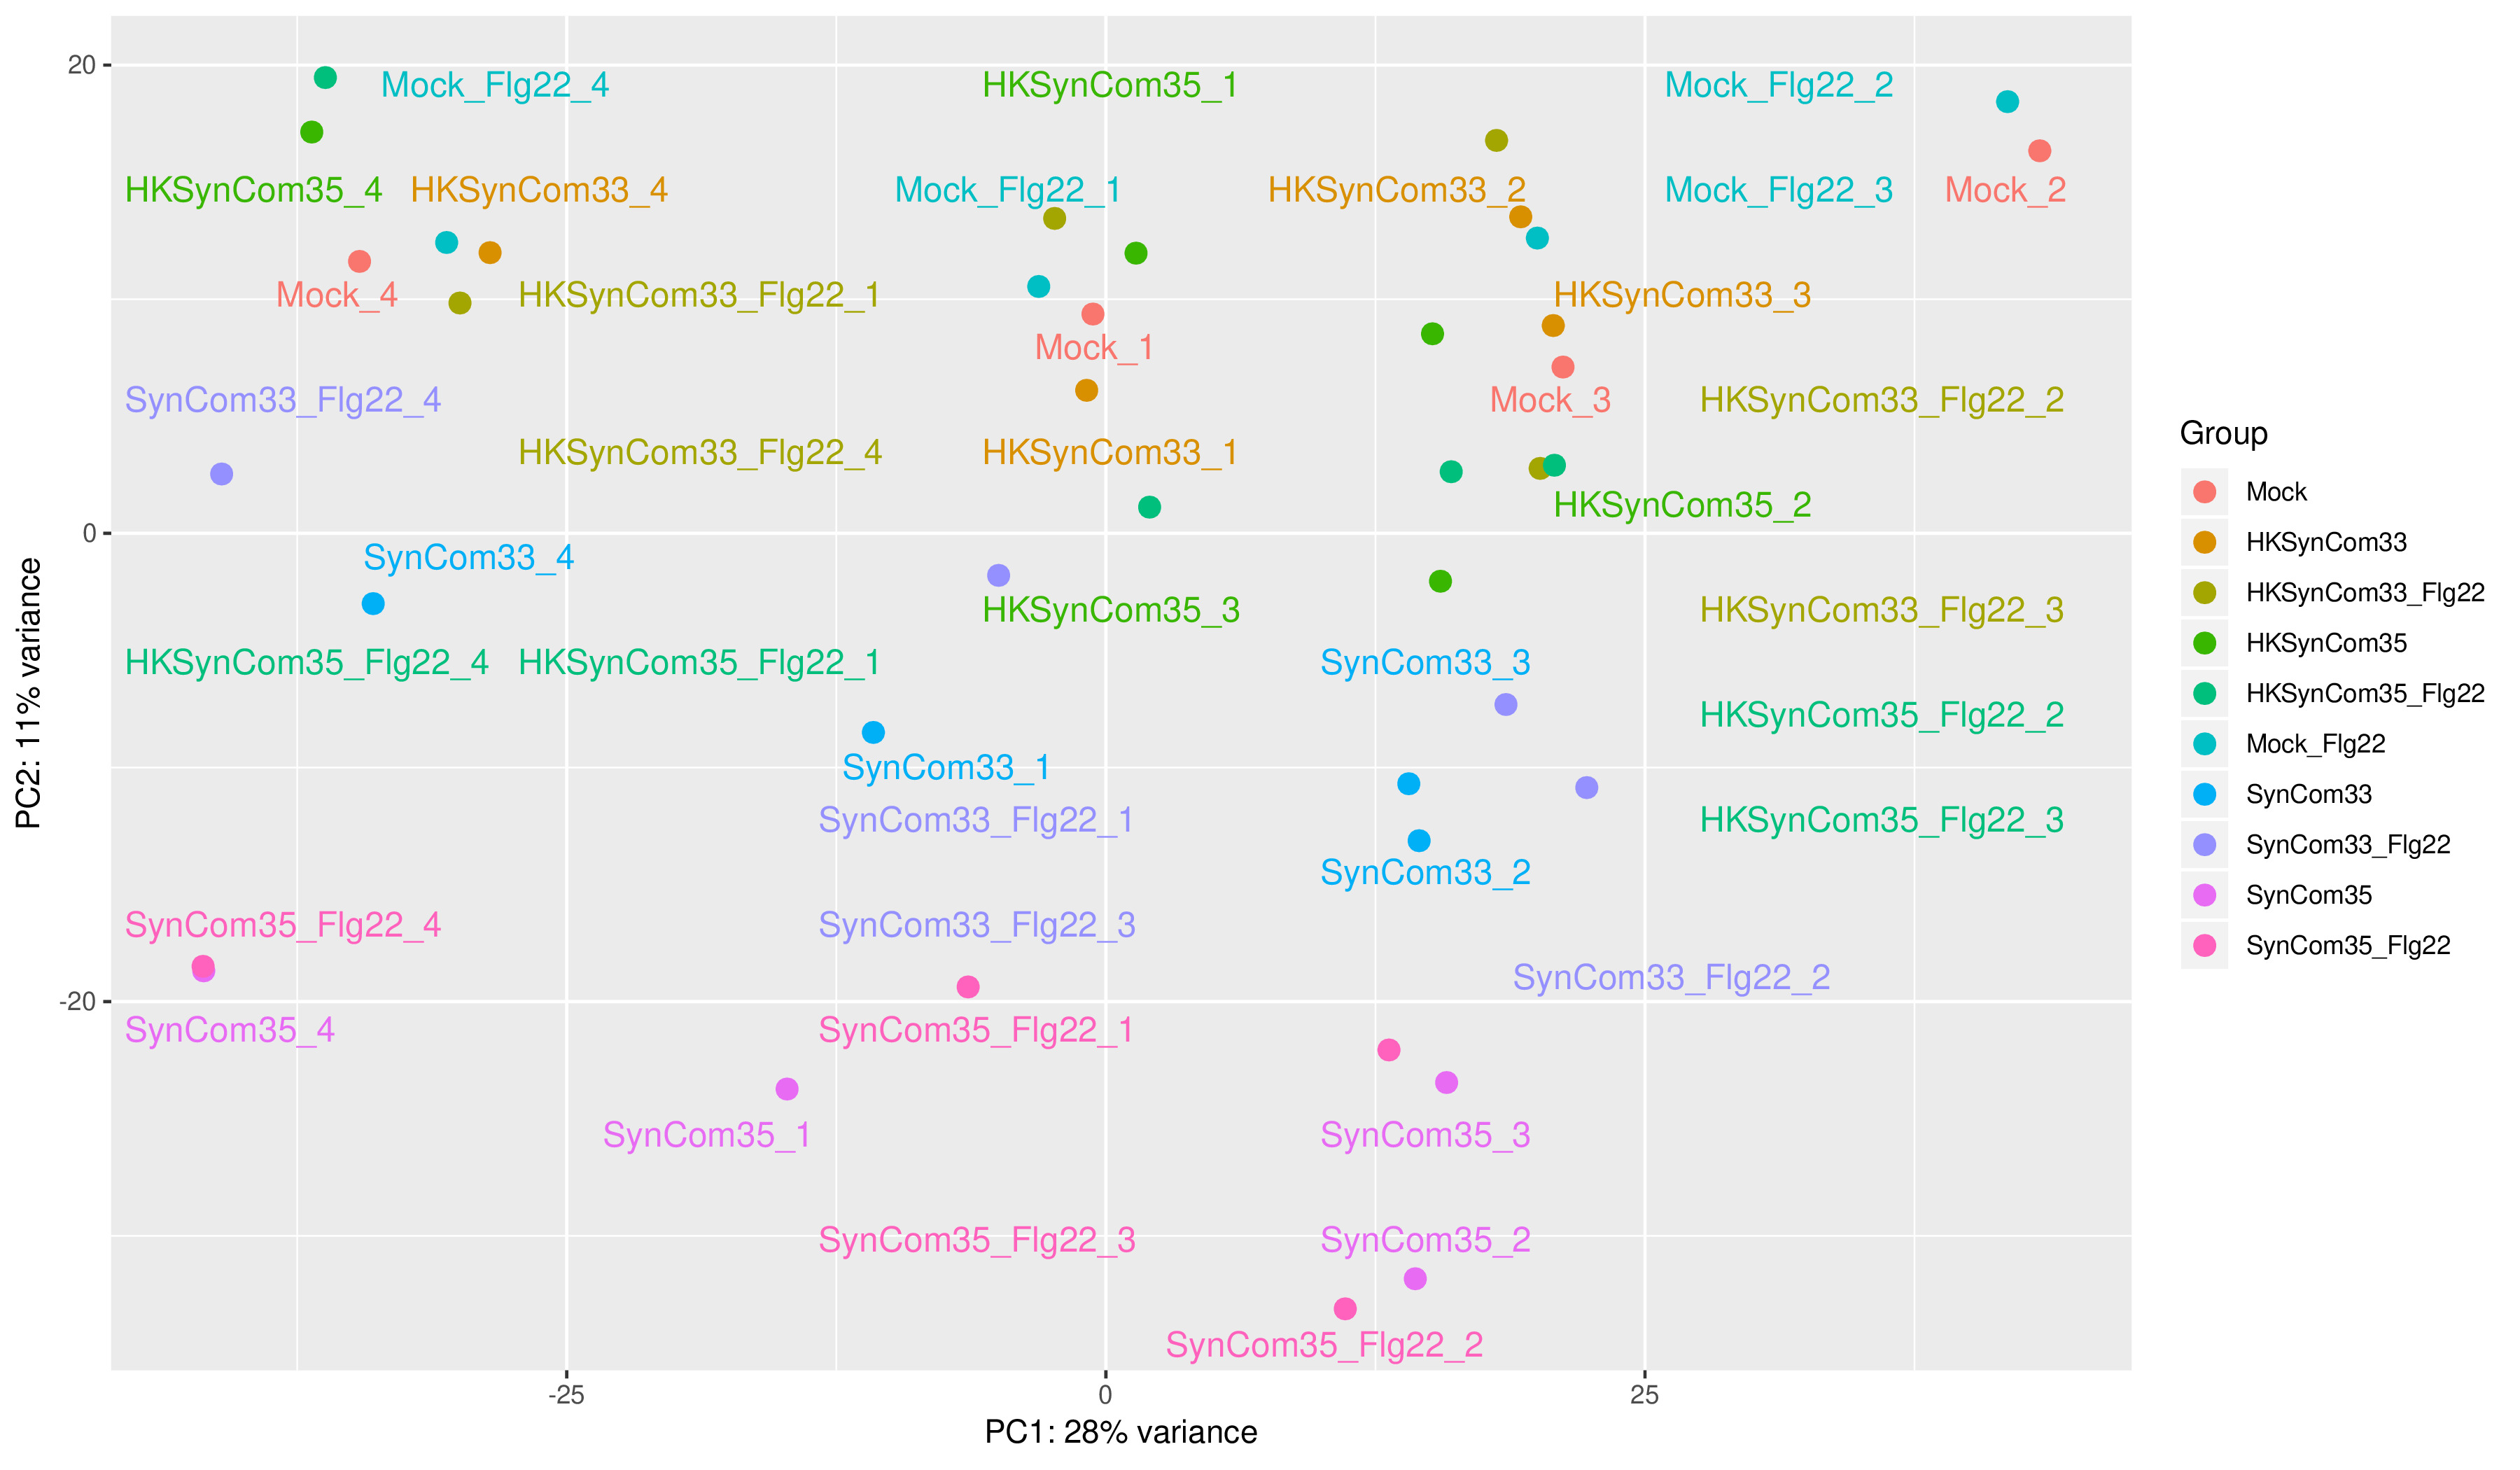 20
Mock_Flg22_4
HKSynCom35_1
Mock_Flg22_2
HKSynCom35_4
HKSynCom33_4
Mock_Flg22_1
HKSynCom33_2
Mock_Flg22_3
Mock_2
Mock_4
HKSynCom33_Flg22_1
HKSynCom33_3
Mock_1
SynCom33_Flg22_4
Mock_3
HKSynCom33_Flg22_2
HKSynCom33_Flg22_4
HKSynCom33_1
HKSynCom35_2
0
SynCom33_4
HKSynCom35_3
HKSynCom33_Flg22_3
HKSynCom35_Flg22_4
HKSynCom35_Flg22_1
SynCom33_3
HKSynCom35_Flg22_2
SynCom33_1
SynCom33_Flg22_1
HKSynCom35_Flg22_3
SynCom33_2
SynCom35_Flg22_4
SynCom33_Flg22_3
SynCom33_Flg22_2
-20
SynCom35_4
SynCom35_Flg22_1
SynCom35_1
SynCom35_3
SynCom35_Flg22_3
SynCom35_2
SynCom35_Flg22_2
-25
0
25
PC1: 28% variance
PC2: 11% variance
Group
Mock
HKSynCom33
HKSynCom33_Flg22
HKSynCom35
HKSynCom35_Flg22
Mock_Flg22
SynCom33
SynCom33_Flg22
SynCom35
SynCom35_Flg22